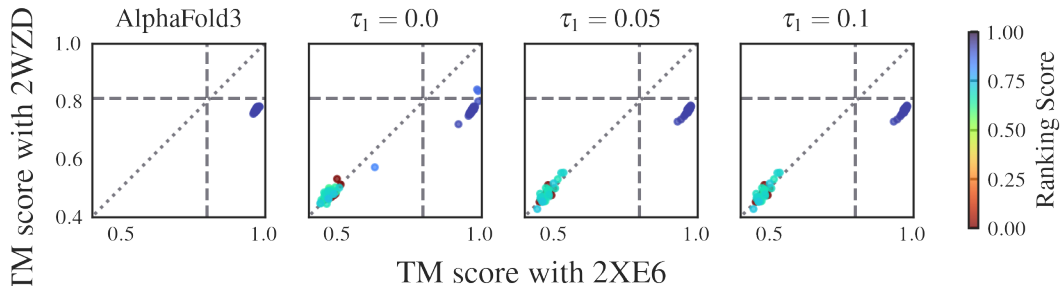 AlphaFold3
τ₁ = 0.0
τ₁ = 0.05
τ₁ = 0.1
TM score with 2WZD
1.0
0.8
0.6
0.4
0.5
1.0
0.5
1.0
0.5
1.0
0.5
1.0
TM score with 2XE6
1.00
0.75
0.50
0.25
0.00
Ranking Score